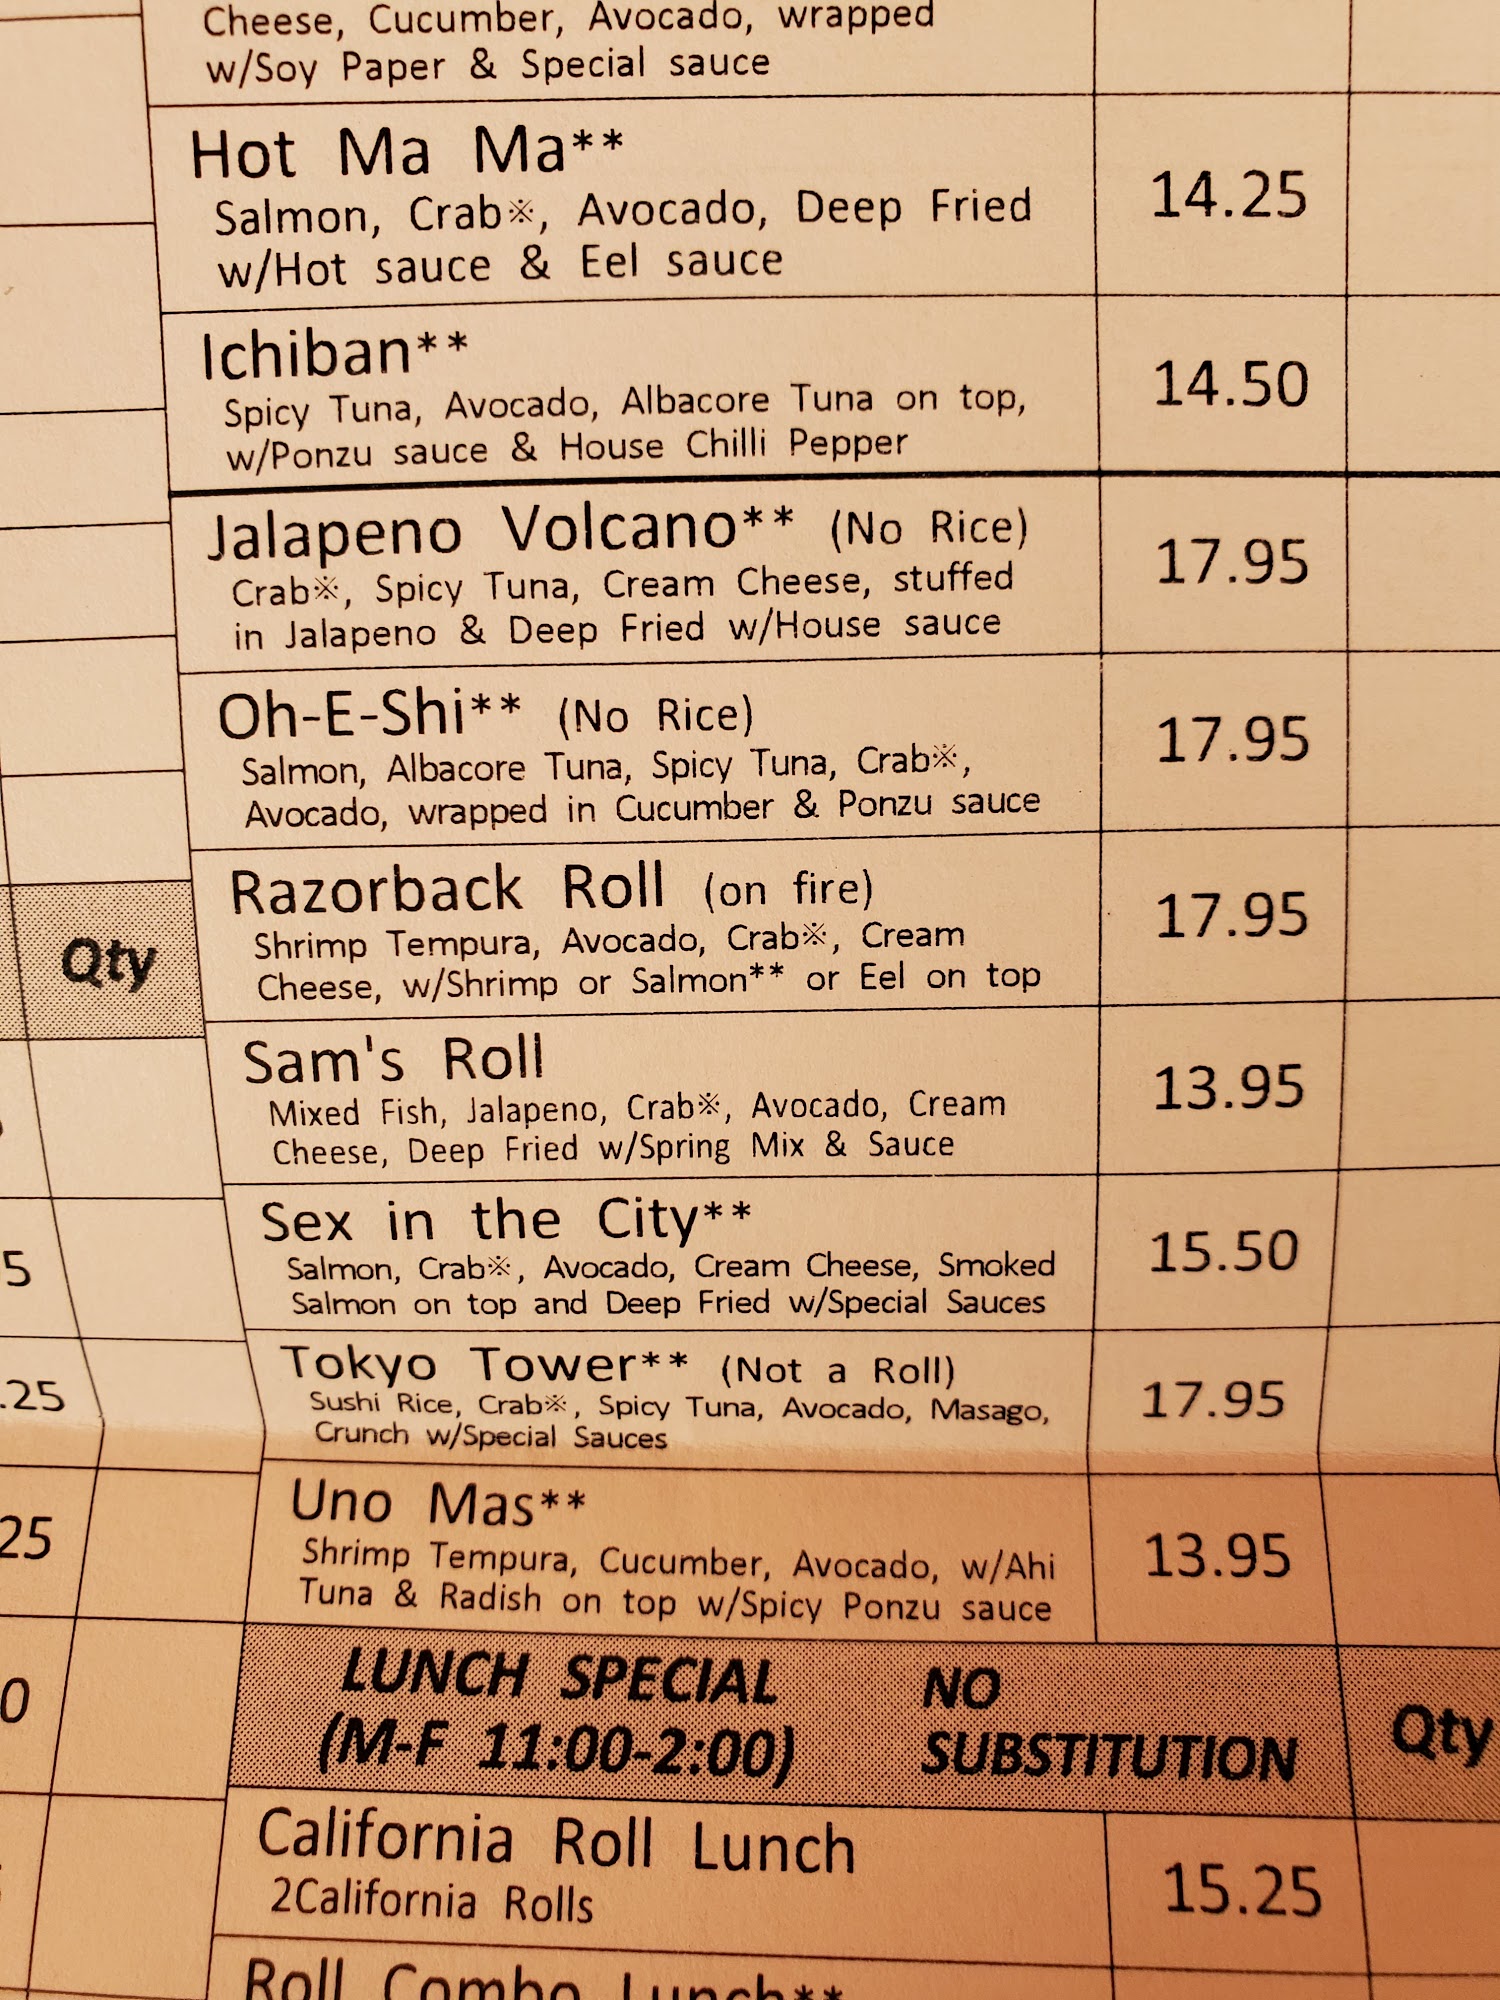 Cheese, Cucumber, Avocado, wrapped
w/Soy Paper & Special sauce
Hot Ma Ma**
14.25
Salmon, Crab※, Avocado, Deep Fried
w/Hot sauce & Eel sauce
Ichiban**
14.50
Spicy Tuna, Avocado, Albacore Tuna on top,
w/Ponzu sauce & House Chilli Pepper
Jalapeno Volcano** (No Rice)
17.95
Crab※, Spicy Tuna, Cream Cheese, stuffed
in Jalapeno & Deep Fried w/House sauce
Oh-E-Shi** (No Rice)
17.95
Salmon, Albacore Tuna, Spicy Tuna, Crab※,
Avocado, wrapped in Cucumber & Ponzu sauce
Razorback Roll (on fire)
17.95
Shrimp Tempura, Avocado, Crab※, Cream
Cheese, w/Shrimp or Salmon** or Eel on top
Qty
Sam's Roll
13.95
Mixed Fish, Jalapeno, Crab※, Avocado, Cream
Cheese, Deep Fried w/Spring Mix & Sauce
Sex in the City**
15.50
Salmon, Crab※, Avocado, Cream Cheese, Smoked
Salmon on top and Deep Fried w/Special Sauces
5
Tokyo Tower** (Not a Roll)
17.95
Sushi Rice, Crab※, Spicy Tuna, Avocado, Masago,
Crunch w/Special Sauces
.25
Uno Mas**
13.95
Shrimp Tempura, Cucumber, Avocado, w/Ahi
Tuna & Radish on top w/Spicy Ponzu sauce
25
LUNCH SPECIAL
(M-F 11:00-2:00)
NO
SUBSTITUTION
Qty
0
California Roll Lunch
15.25
2California Rolls
Roll Combo Lunch**